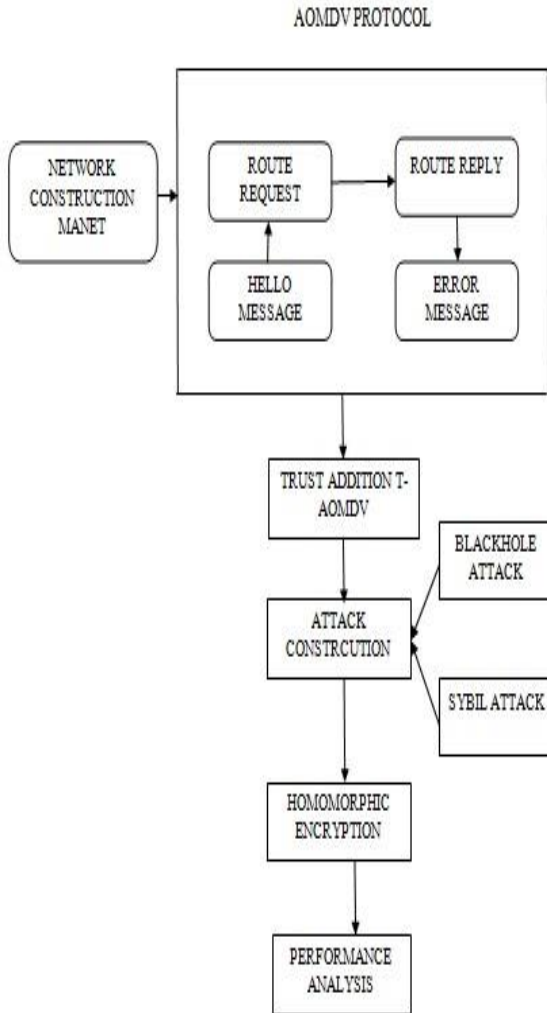 AOMDV PROTOCOL
NETWORK
CONSTRUCTION
MANET
ROUTE
REQUEST
ROUTE REPLY
HELLO
MESSAGE
ERROR
MESSAGE
TRUST ADDITION T-
AOMDV
BLACKHOLE
ATTACK
ATTACK
CONSTRCUTION
SYBIL ATTACK
HOMOMORPHIC
ENCRYPTION
PERFORMANCE
ANALYSIS